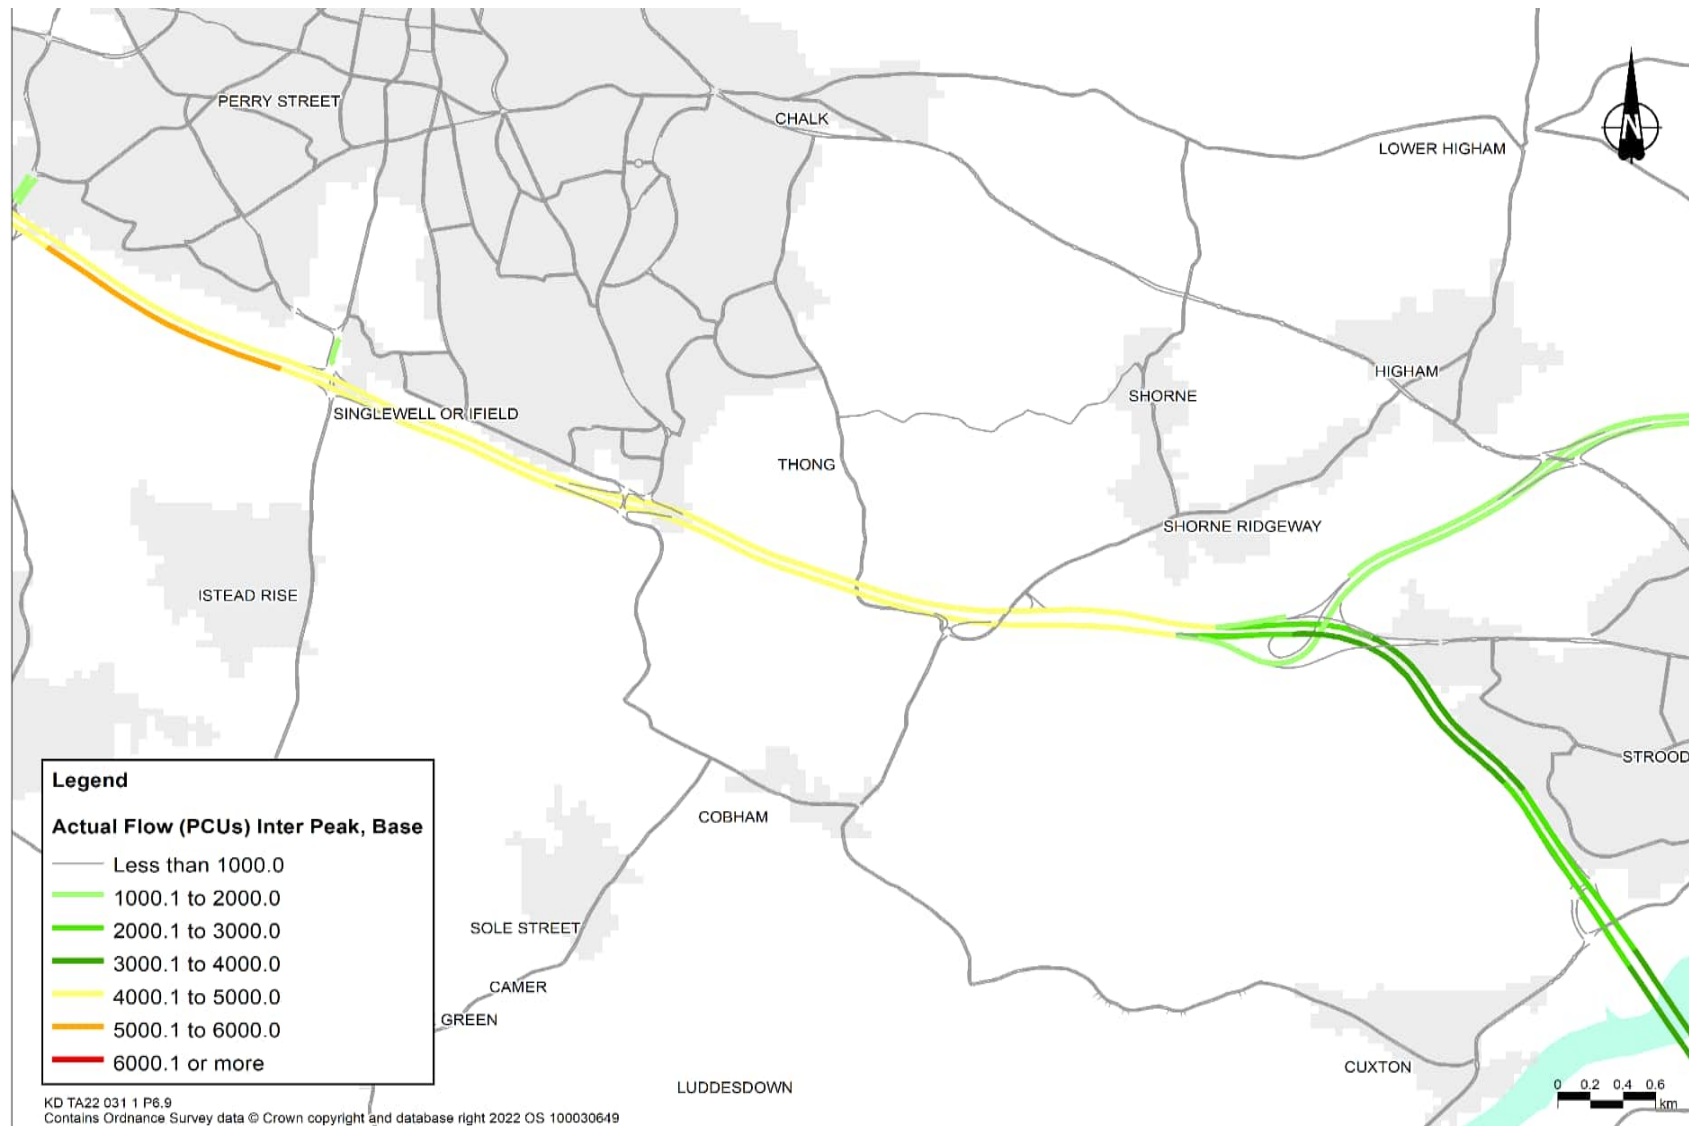 PERRY STREET
CHALK
LOWER HIGHAM
N
HIGHAM
SHORNE
SINGLEWELL OR IFIELD
THONG
SHORNE RIDGEWAY
ISTEAD RISE
STROOD
COBHAM
SOLE STREET
CAMER
GREEN
CUXTON
LUDDESDOWN
Legend
Actual Flow (PCUs) Inter Peak, Base
Less than 1000.0
1000.1 to 2000.0
2000.1 to 3000.0
3000.1 to 4000.0
4000.1 to 5000.0
5000.1 to 6000.0
6000.1 or more
0 0.2 0.4 0.6
km
KD TA22 031 1 P6.9
Contains Ordnance Survey data © Crown copyright and database right 2022 OS 100030649